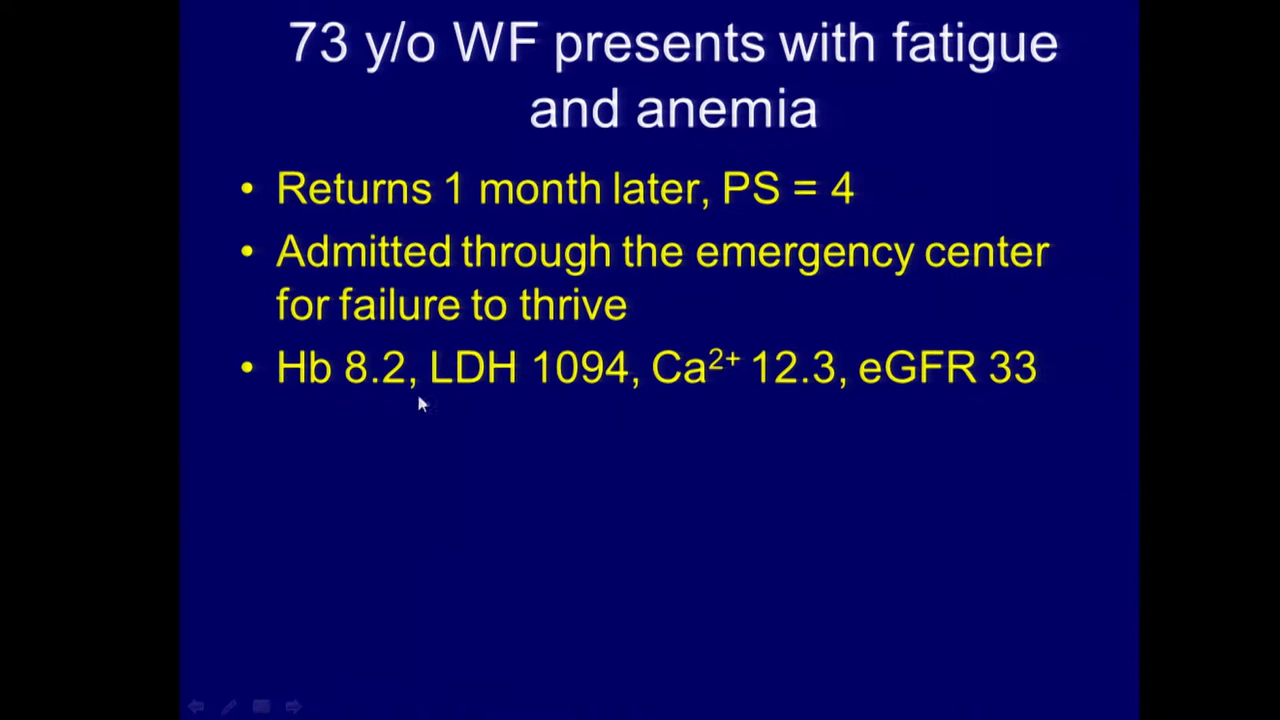 73 y/o WF presents with fatigue
and anemia
• Returns 1 month later, PS = 4
• Admitted through the emergency center
for failure to thrive
• Hb 8.2, LDH 1094, Ca²⁺ 12.3, eGFR 33